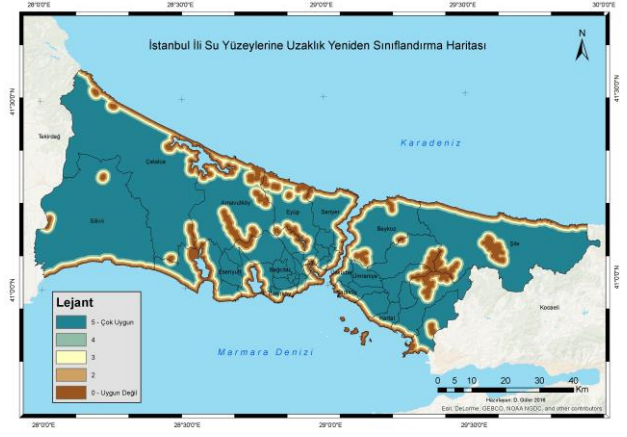 28°0'0"E 28°30'0"E 29°0'0"E 29°30'0"E 30°0'0"E
İstanbul İli Su Yüzeylerine Uzaklık Yeniden Sınıflandırma Haritası
N
41°30'0"N 41°30'0"N
Tekirdağ
Karadeniz
Çatalca
Arnavutköy
Eyüp
Sarıyer
Silivri
Beykoz
Şile
Esenyurt
Bağcılar
Ümraniye
41°0'0"N 41°0'0"N
Kartal
Kocaeli
Lejant
5 - Çok Uygun
4
3
2
0 - Uygun Değil
Marmara Denizi
0 5 10 20 30 40
Km
Hazırlayan: D. Güler 2016
Esri, DeLorme, GEBCO, NOAA NGDC, and other contributors
28°0'0"E 28°30'0"E 29°0'0"E 29°30'0"E